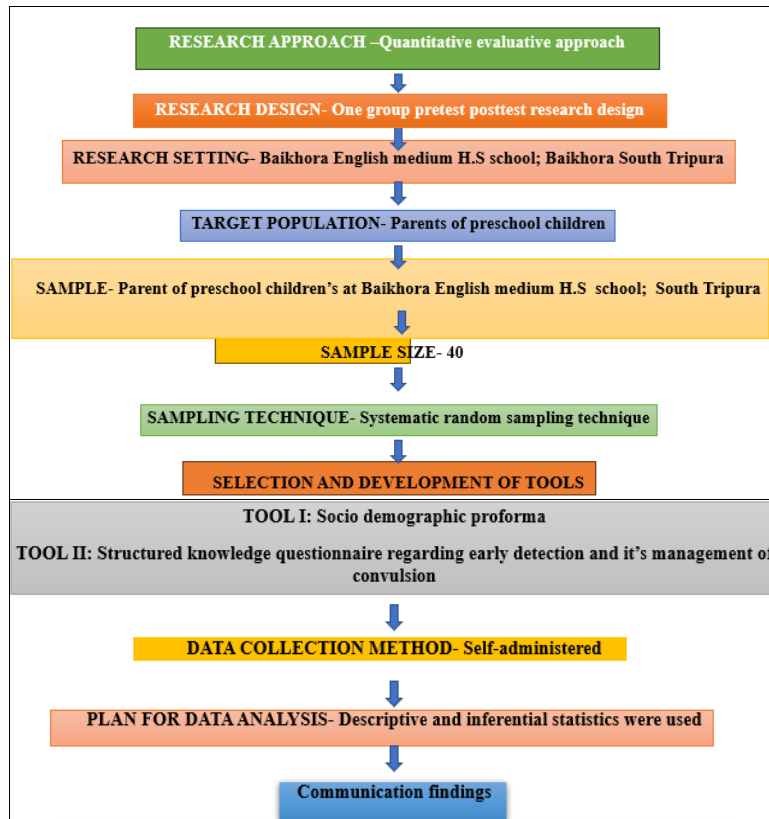 RESEARCH APPROACH –Quantitative evaluative approach
RESEARCH DESIGN- One group pretest posttest research design
RESEARCH SETTING- Baikhora English medium H.S school; Baikhora South Tripura
TARGET POPULATION- Parents of preschool children
SAMPLE- Parent of preschool children’s at Baikhora English medium H.S school; South Tripura
SAMPLE SIZE- 40
SAMPLING TECHNIQUE- Systematic random sampling technique
SELECTION AND DEVELOPMENT OF TOOLS
TOOL I: Socio demographic proforma
TOOL II: Structured knowledge questionnaire regarding early detection and it’s management of
convulsion
DATA COLLECTION METHOD- Self-administered
PLAN FOR DATA ANALYSIS- Descriptive and inferential statistics were used
Communication findings